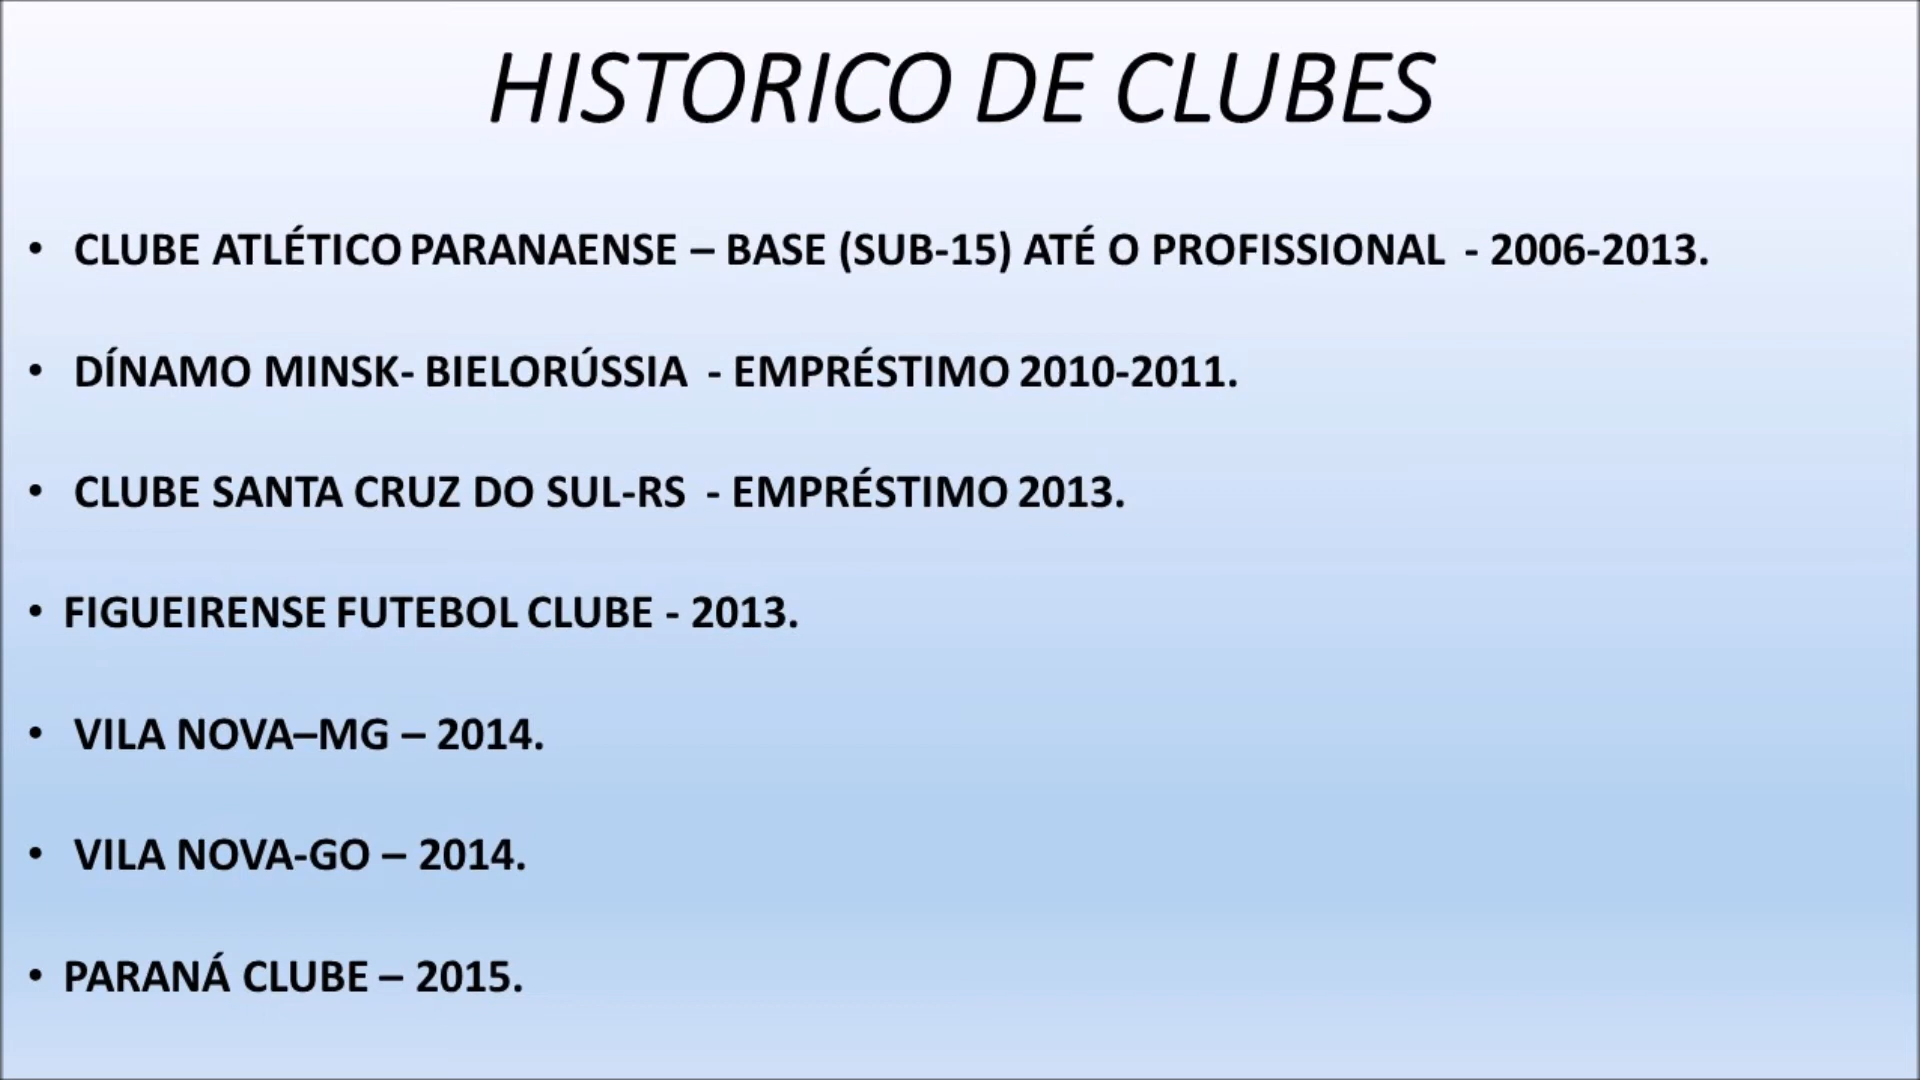 HISTORICO DE CLUBES
• CLUBE ATLÉTICO PARANAENSE – BASE (SUB-15) ATÉ O PROFISSIONAL - 2006-2013.
• DÍNAMO MINSK- BIELORÚSSIA - EMPRÉSTIMO 2010-2011.
• CLUBE SANTA CRUZ DO SUL-RS - EMPRÉSTIMO 2013.
• FIGUEIRENSE FUTEBOL CLUBE - 2013.
• VILA NOVA–MG – 2014.
• VILA NOVA-GO – 2014.
• PARANÁ CLUBE – 2015.